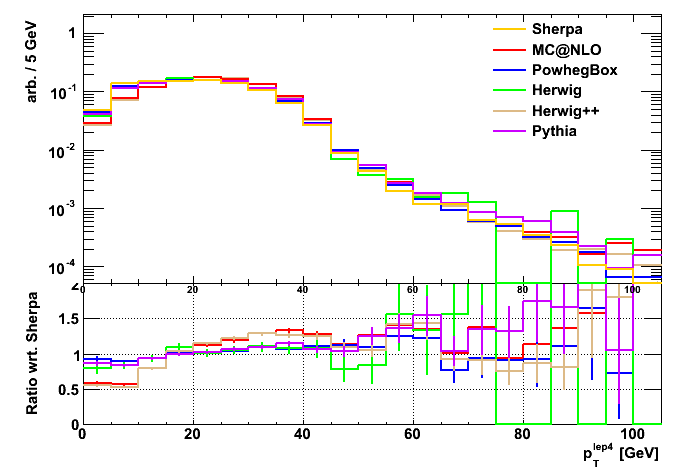 arb. / 5 GeV
1
10-1
10-2
10-3
10-4
Sherpa
MC@NLO
PowhegBox
Herwig
Herwig++
Pythia
0 20 40 60 80 100
Ratio wrt. Sherpa
2
1.5
1
0.5
0
0 20 40 60 80 100
pTlep4 [GeV]